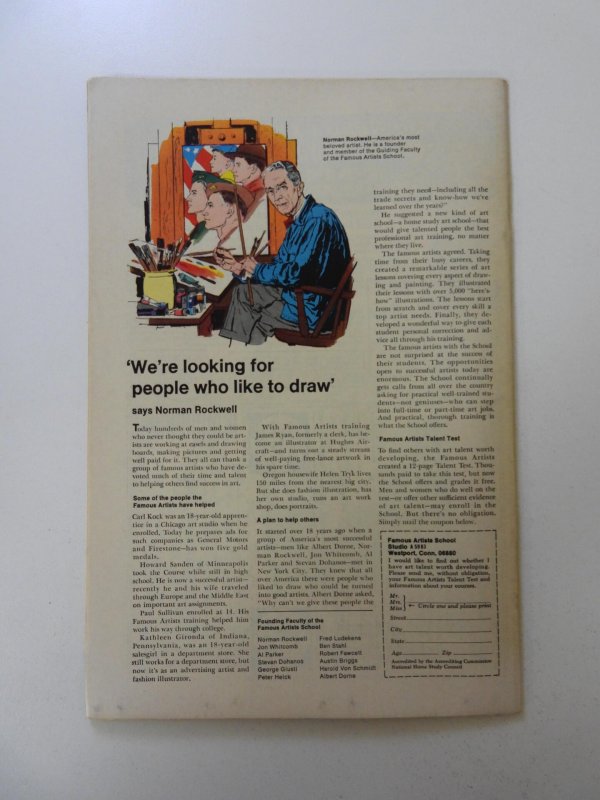 Norman Rockwell—America's most
beloved artist. He is a founder
and member of the Guiding Faculty
of the Famous Artists School.
'We're looking for
people who like to draw'
says Norman Rockwell
Today hundreds of men and women
who never thought they could be art-
ists are working at easels and drawing
boards, making pictures and getting
well paid for it. They all can thank a
group of famous artists who have de-
voted much of their time and talent
to helping others find success in art.
Some of the people the
Famous Artists have helped
Carl Kock was an 18-year-old appren-
tice in a Chicago art studio when he
enrolled. Today he prepares ads for
such companies as General Motors
and Firestone—has won five gold
medals.
Howard Sanden of Minneapolis
took the Course while still in high
school. He is now a successful artist—
recently he and his wife traveled
through Europe and the Middle East
on important art assignments.
Paul Sullivan enrolled at 14. His
Famous Artists training helped him
work his way through college.
Kathleen Gironda of Indiana,
Pennsylvania, was an 18-year-old
salesgirl in a department store. She
still works for a department store, but
now it's as an advertising artist and
fashion illustrator.
With Famous Artists training
James Ryan, formerly a clerk, has be-
come an illustrator at Hughes Air-
craft—and turns out a steady stream
of well-paying free-lance artwork in
his spare time.
Oregon housewife Helen Tryk lives
150 miles from the nearest big city.
But she does fashion illustration, has
her own studio, runs an art work
shop, does portraits.
A plan to help others
It started over 18 years ago when a
group of America's most successful
artists—men like Albert Dorne, Nor-
man Rockwell, Jon Whitcomb, Al
Parker and Stevan Dohanos—met in
New York City. They knew that all
over America there were people who
liked to draw who could be turned
into good artists. Albert Dorne asked,
"Why can't we give these people the
Founding Faculty of the
Famous Artists School
Norman Rockwell
Jon Whitcomb
Al Parker
Stevan Dohanos
George Giusti
Peter Helck
Fred Ludekens
Ben Stahl
Robert Fawcett
Austin Briggs
Harold Von Schmidt
Albert Dorne
training they need—including all the
trade secrets and know-how we've
learned over the years?"
He suggested a new kind of art
school—a home study art school—that
would give talented people the best
professional art training, no matter
where they live.
The famous artists agreed. Taking
time from their busy careers, they
created a remarkable series of art
lessons covering every aspect of draw-
ing and painting. They illustrated
their lessons with over 5,000 "here's
how" illustrations. The lessons start
from scratch and cover every skill a
top artist needs. Finally, they de-
veloped a wonderful way to give each
student personal correction and ad-
vice all through his training.
The famous artists with the School
are not surprised at the success of
their students. The opportunities
open to successful artists today are
enormous. The School continually
gets calls from all over the country
asking for practical well-trained stu-
dents—not geniuses—who can step
into full-time or part-time art jobs.
And practical, thorough training is
what the School offers.
Famous Artists Talent Test
To find others with art talent worth
developing, the Famous Artists
created a 12-page Talent Test. Thou-
sands paid to take this test, but now
the School offers and grades it free.
Men and women who do well on the
test—or offer other sufficient evidence
of art talent—may enroll in the
School. But there's no obligation.
Simply mail the coupon below.
Famous Artists School
Studio
Westport, Conn. 06880
I would like to find out whether I
have art talent worth developing.
Please send me, without obligation,
your Famous Artists Talent Test and
information about your courses.
Mr.
Mrs.
Miss
← Circle one and please print
Street
City
State
Age Zip
Accredited by the Accrediting Commission
National Home Study Council